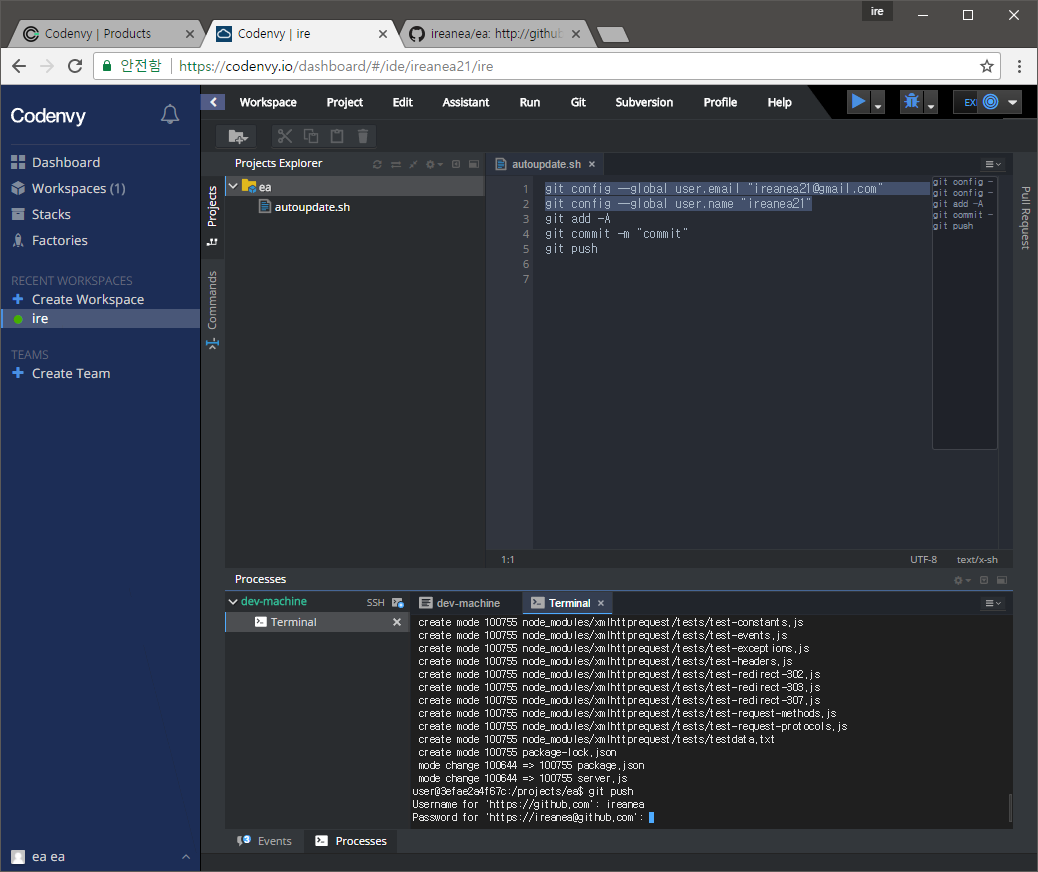 ire
Codenvy | Products
Codenvy | ire
ireanea/ea: http://github
안전함
https://codenvy.io/dashboard/#/ide/ireanea21/ire
Codenvy
Dashboard
Workspaces (1)
Stacks
Factories
RECENT WORKSPACES
Create Workspace
ire
TEAMS
Create Team
ea ea
Workspace
Project
Edit
Assistant
Run
Git
Subversion
Profile
Help
EX
Projects Explorer
Projects
Commands
ea
autoupdate.sh
autoupdate.sh
1 git config --global user.email "ireanea21@gmail.com"
2 git config --global user.name "ireanea21"
3 git add -A
4 git commit -m "commit"
5 git push
6
7
git config -
git config -
git add -A
git commit -
git push
Pull Request
1:1
UTF-8
text/x-sh
Processes
dev-machine
SSH
Terminal
dev-machine
Terminal
create mode 100755 node_modules/xmlhttprequest/tests/test-constants.js
create mode 100755 node_modules/xmlhttprequest/tests/test-events.js
create mode 100755 node_modules/xmlhttprequest/tests/test-exceptions.js
create mode 100755 node_modules/xmlhttprequest/tests/test-headers.js
create mode 100755 node_modules/xmlhttprequest/tests/test-redirect-302.js
create mode 100755 node_modules/xmlhttprequest/tests/test-redirect-303.js
create mode 100755 node_modules/xmlhttprequest/tests/test-redirect-307.js
create mode 100755 node_modules/xmlhttprequest/tests/test-request-methods.js
create mode 100755 node_modules/xmlhttprequest/tests/test-request-protocols.js
create mode 100755 node_modules/xmlhttprequest/tests/testdata.txt
create mode 100755 package-lock.json
mode change 100644 => 100755 package.json
mode change 100644 => 100755 server.js
user@3efae2a4f67c:/projects/ea$ git push
Username for 'https://github.com': ireanea
Password for 'https://ireanea@github.com':
3 Events
Processes